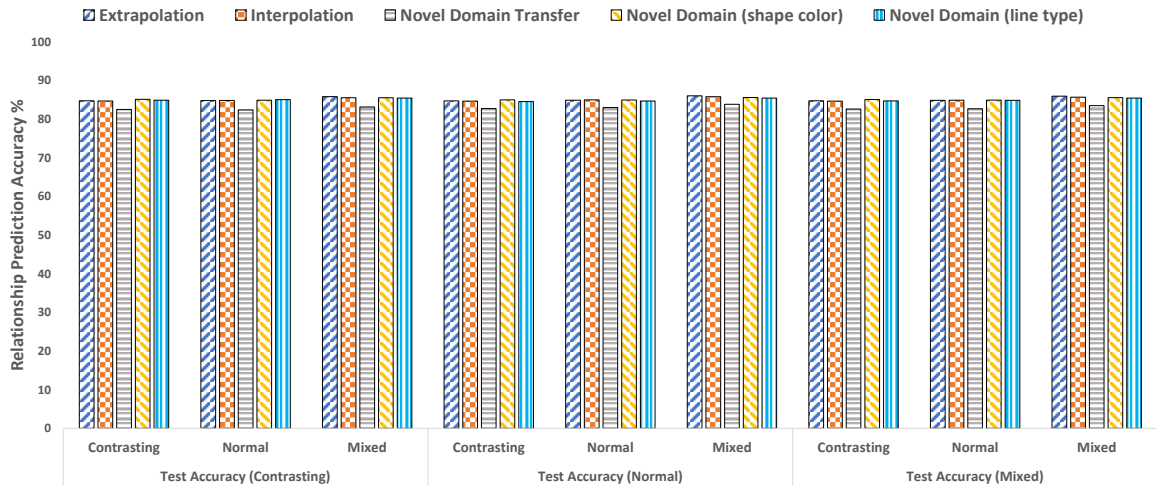 Extrapolation Interpolation Novel Domain Transfer Novel Domain (shape color) Novel Domain (line type)
Relationship Prediction Accuracy %
100
90
80
70
60
50
40
30
20
10
0
Contrasting Normal Mixed Contrasting Normal Mixed Contrasting Normal Mixed
Test Accuracy (Contrasting) Test Accuracy (Normal) Test Accuracy (Mixed)